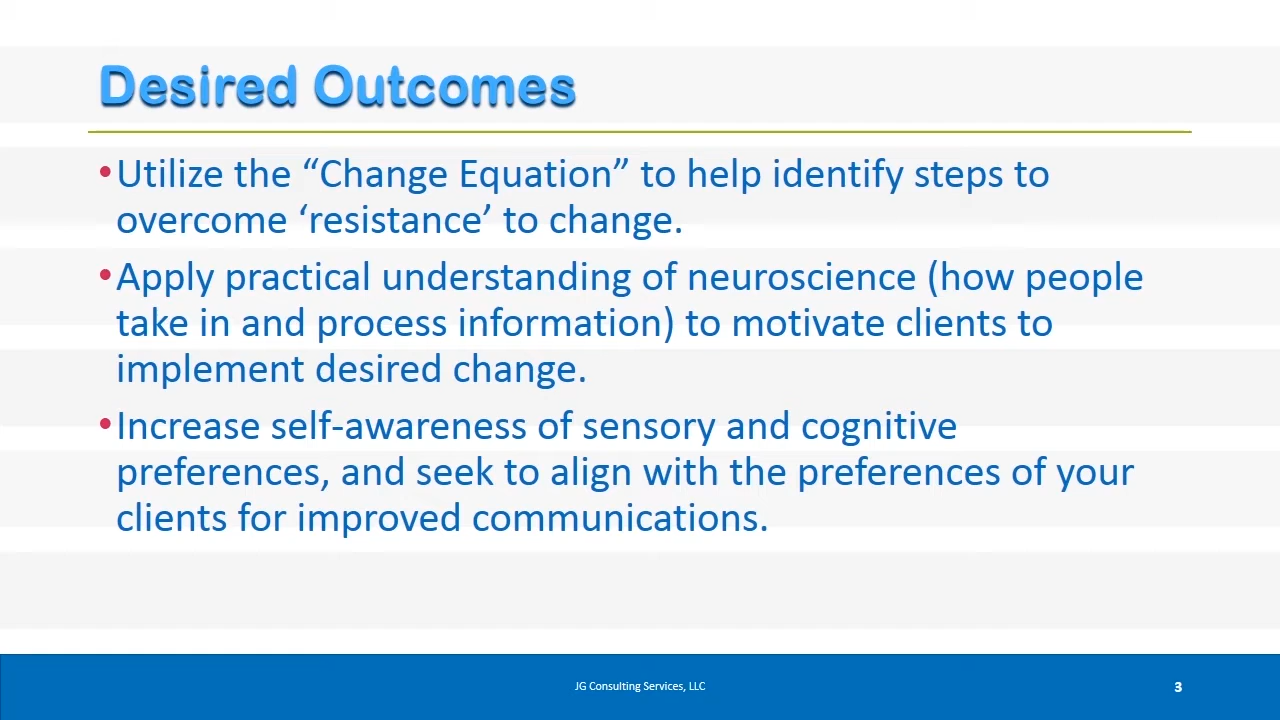 Desired Outcomes
•Utilize the “Change Equation” to help identify steps to
overcome ‘resistance’ to change.
•Apply practical understanding of neuroscience (how people
take in and process information) to motivate clients to
implement desired change.
•Increase self-awareness of sensory and cognitive
preferences, and seek to align with the preferences of your
clients for improved communications.
JG Consulting Services, LLC
3